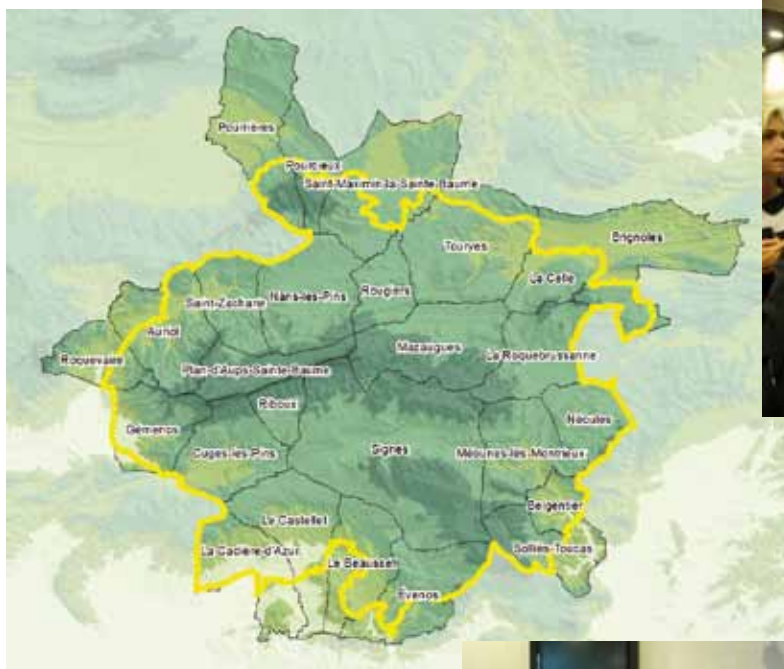 Pourrières
Pourcieux
Saint-Maximin-la-Sainte-Baume
Brignoles
Tourves
La Celle
Saint-Zacharie
Nans-les-Pins
Rougiers
Auriol
Mazaugues
La Roquebrussanne
Roquevaire
Plan-d'Aups-Sainte-Baume
Riboux
Néoules
Gémenos
Cuges-les-Pins
Signes
Méounes-les-Montrieux
Belgentier
Le Castellet
La Cadière-d'Azur
Solliès-Toucas
Le Beausset
Evenos